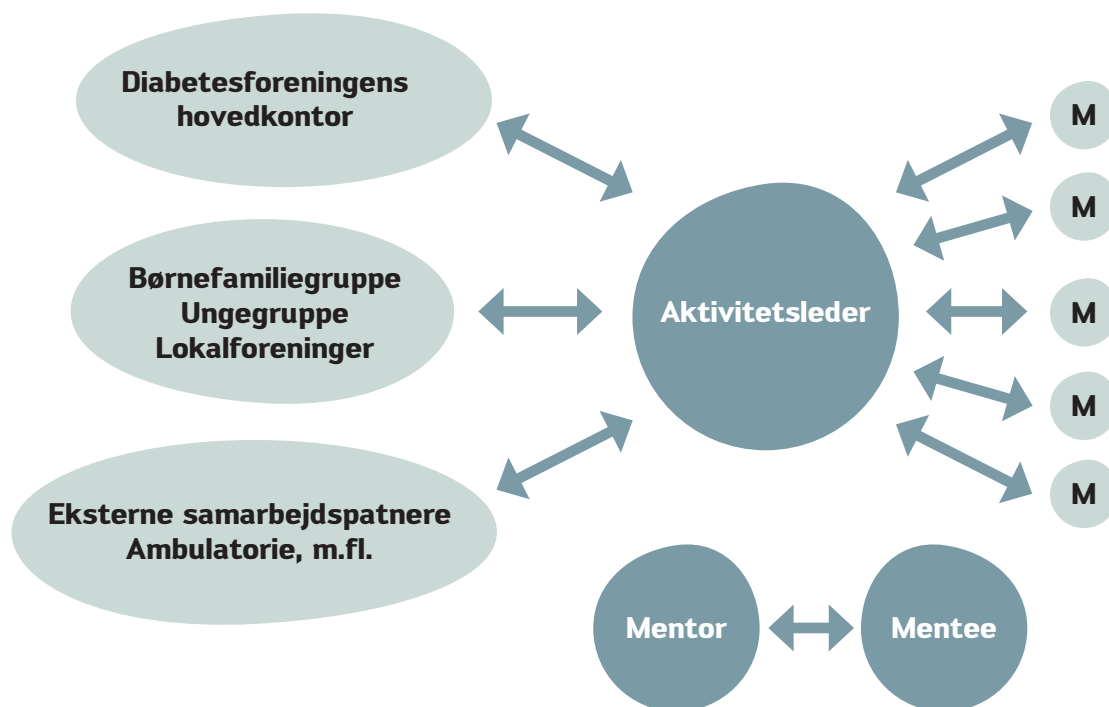 Diabetesforeningens
hovedkontor
Børnefamiliegruppe
Ungegruppe
Lokalforeninger
Eksterne samarbejdspatnere
Ambulatorie, m.fl.
Aktivitetsleder
M
M
M
M
M
Mentor
Mentee